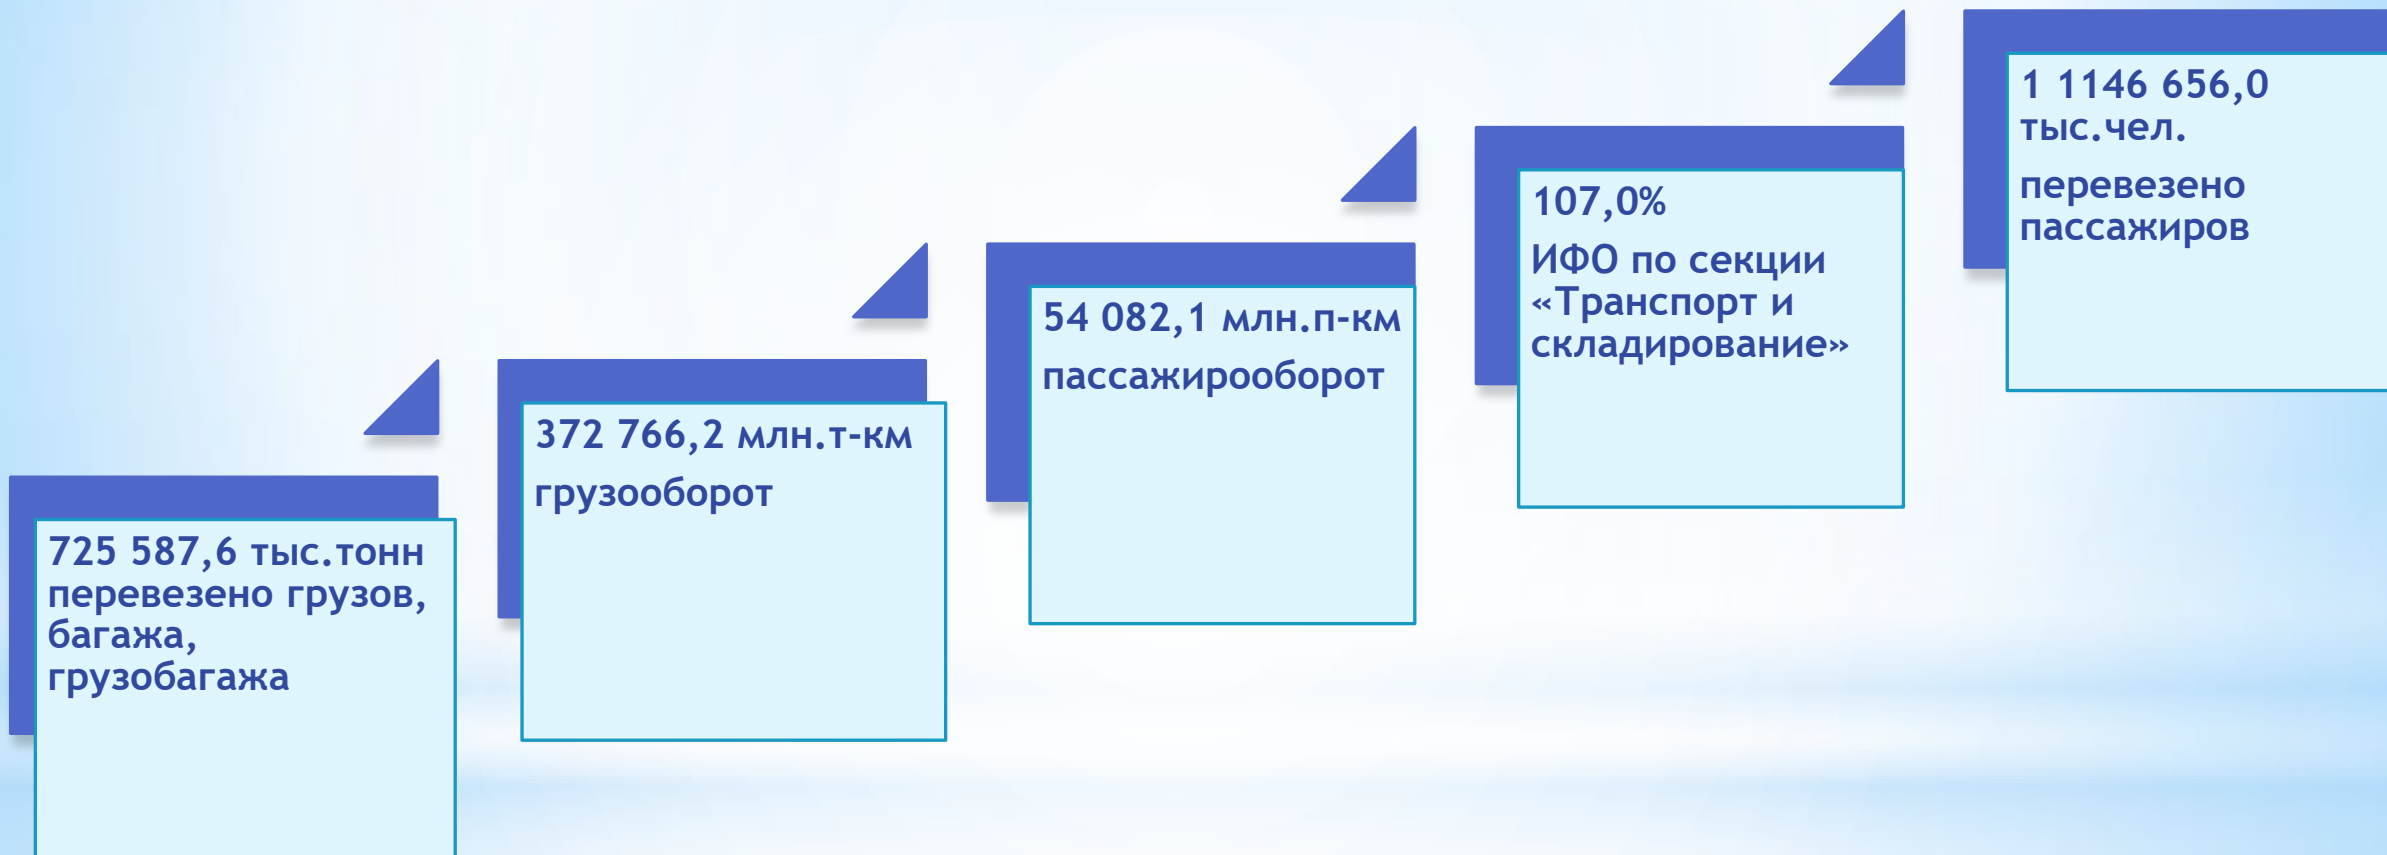 725 587,6 тыс.тонн
перевезено грузов,
багажа,
грузобагажа
372 766,2 млн.т-км
грузооборот
54 082,1 млн.п-км
пассажирооборот
107,0%
ИФО по секции
«Транспорт и
складирование»
1 1146 656,0
тыс.чел.
перевезено
пассажиров